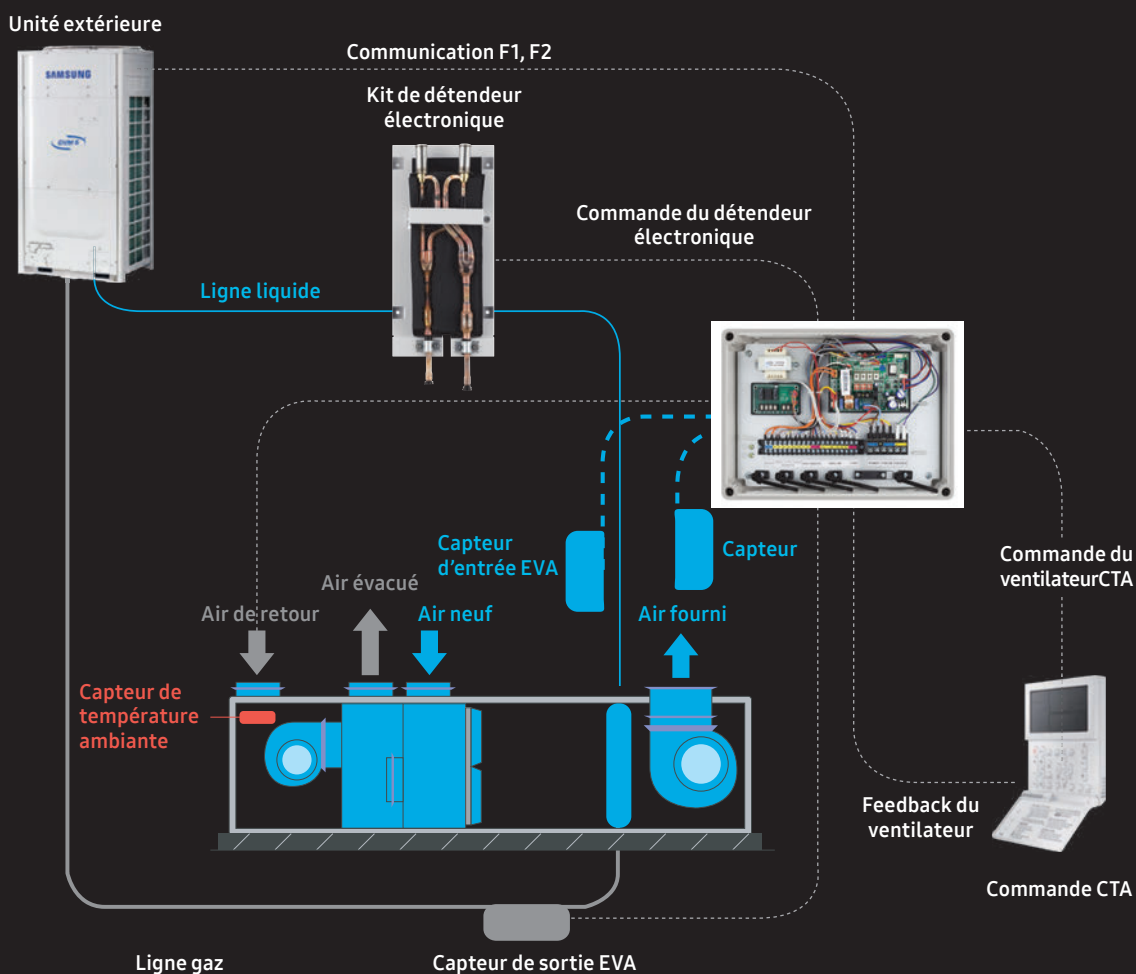 Unité extérieure
SAMSUNG
Communication F1, F2
Kit de détendeur
électronique
Commande du détendeur
électronique
Ligne liquide
Capteur
d'entrée EVA
Capteur
Commande du
ventilateurCTA
Air évacué
Air de retour
Air neuf
Air fourni
Capteur de
température
ambiante
Feedback du
ventilateur
Commande CTA
Ligne gaz
Capteur de sortie EVA